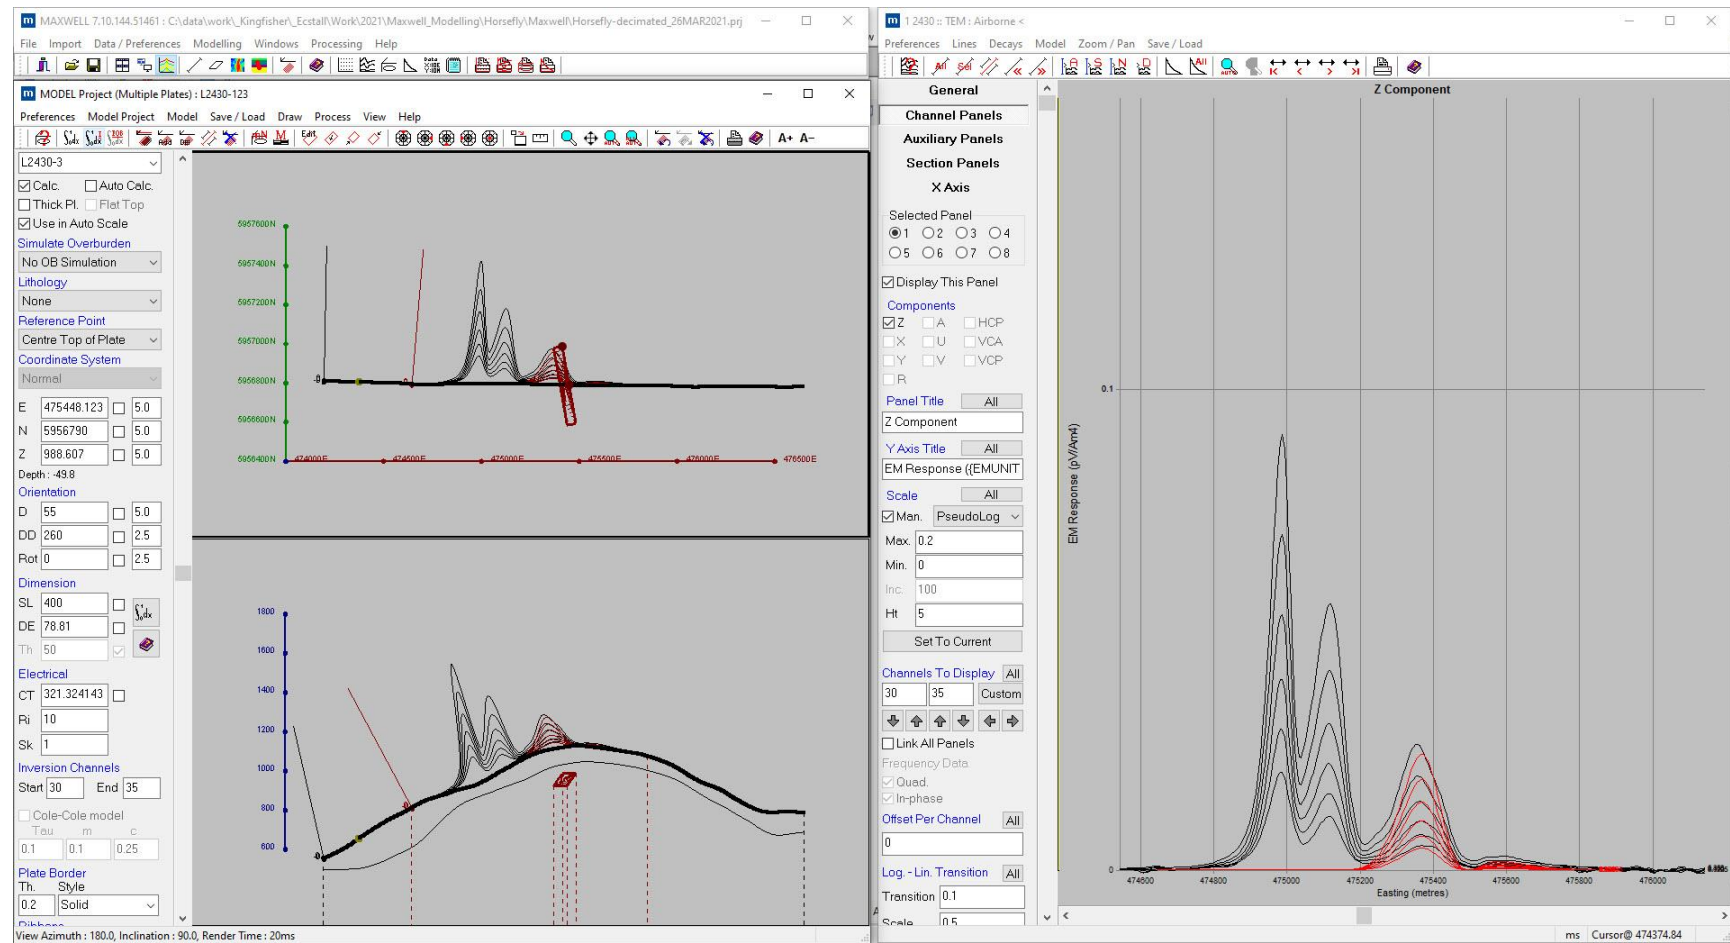 MAXWELL 7.10.144.51461 : C:\data\work\_Kingfisher\_Ecstall\Work\2021\Maxwell_Modelling\Horsefly\Maxwell\Horsefly-decimated_26MAR2021.prj
File Import Data / Preferences Modelling Windows Processing Help
MODEL Project (Multiple Plates) : L2430-123
Preferences Model Project Model Save / Load Draw Process View Help
A+ A-
L2430-3
Calc. Auto Calc.
Thick Pl. Flat Top
Use in Auto Scale
Simulate Overburden
No OB Simulation
Lithology
None
Reference Point
Centre Top of Plate
Coordinate System
Normal
E 475448.123 5.0
N 5956790 5.0
Z 988.607 5.0
Depth : -49.8
Orientation
D 55 5.0
DD 260 2.5
Rot 0 2.5
Dimension
SL 400
DE 78.81
Th 50
Electrical
CT 321.324143
Ri 10
Sk 1
Inversion Channels
Start 30 End 35
Cole-Cole model
Tau m c
0.1 0.1 0.25
Plate Border
Th. Style
0.2 Solid
Ribbons
View Azimuth : 180.0, Inclination : 90.0, Render Time : 20ms
5957600N
5957400N
5957200N
5957000N
5956800N
5956600N
5956400N
474000E 474500E 475000E 475500E 476000E 476500E
1800
1600
1400
1200
1000
800
600
1 2430 :: TEM : Airborne <
Preferences Lines Decays Model Zoom / Pan Save / Load
General
Channel Panels
Auxiliary Panels
Section Panels
X Axis
Selected Panel
1 2 3 4
5 6 7 8
Display This Panel
Components
Z A HCP
X U VCA
Y V VCP
R
Panel Title All
Z Component
Y Axis Title All
EM Response ({EMUNIT
Scale All
Man. PseudoLog
Max. 0.2
Min. 0
Inc. 100
Ht 5
Set To Current
Channels To Display All
30 35 Custom
Link All Panels
Frequency Data
Quad.
In-phase
Offset Per Channel All
0
Log. - Lin. Transition All
Transition 0.1
Scale 0.5
Z Component
EM Response (pV/Am4)
0.1
0
474600 474800 475000 475200 475400 475600 475800 476000
Easting (metres)
ms Cursor@ 474374.84